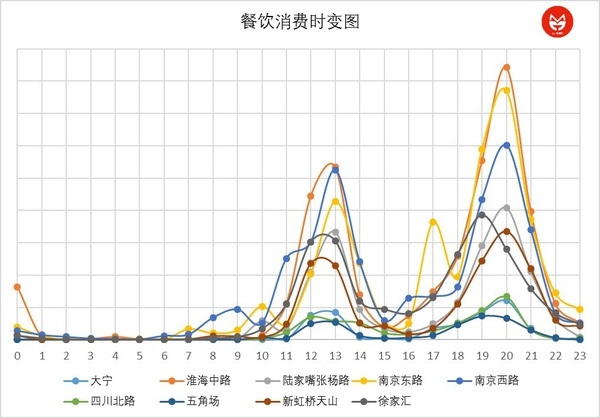 餐饮消费时变图
0 1 2 3 4 5 6 7 8 9 10 11 12 13 14 15 16 17 18 19 20 21 22 23
大宁 淮海中路 陆家嘴张杨路 南京东路 南京西路
四川北路 五角场 新虹桥天山 徐家汇